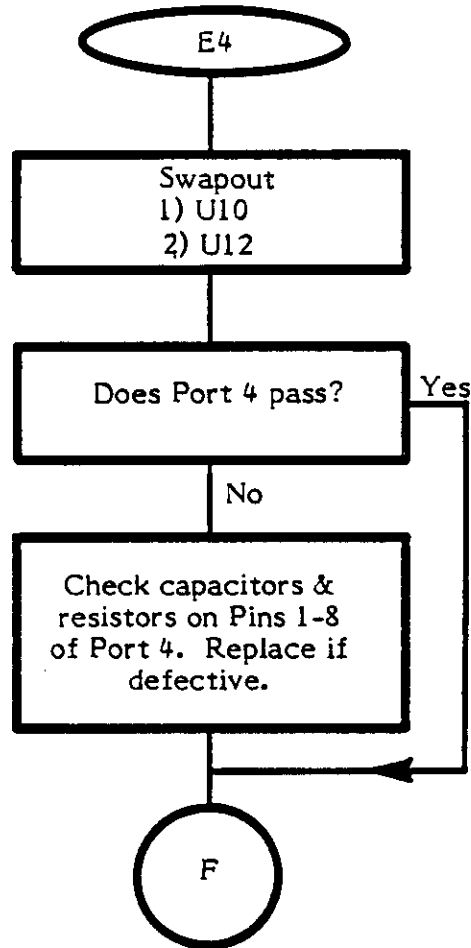 E4
Swapout
1) U10
2) U12
Does Port 4 pass?
Yes
No
Check capacitors &
resistors on Pins 1-8
of Port 4. Replace if
defective.
F